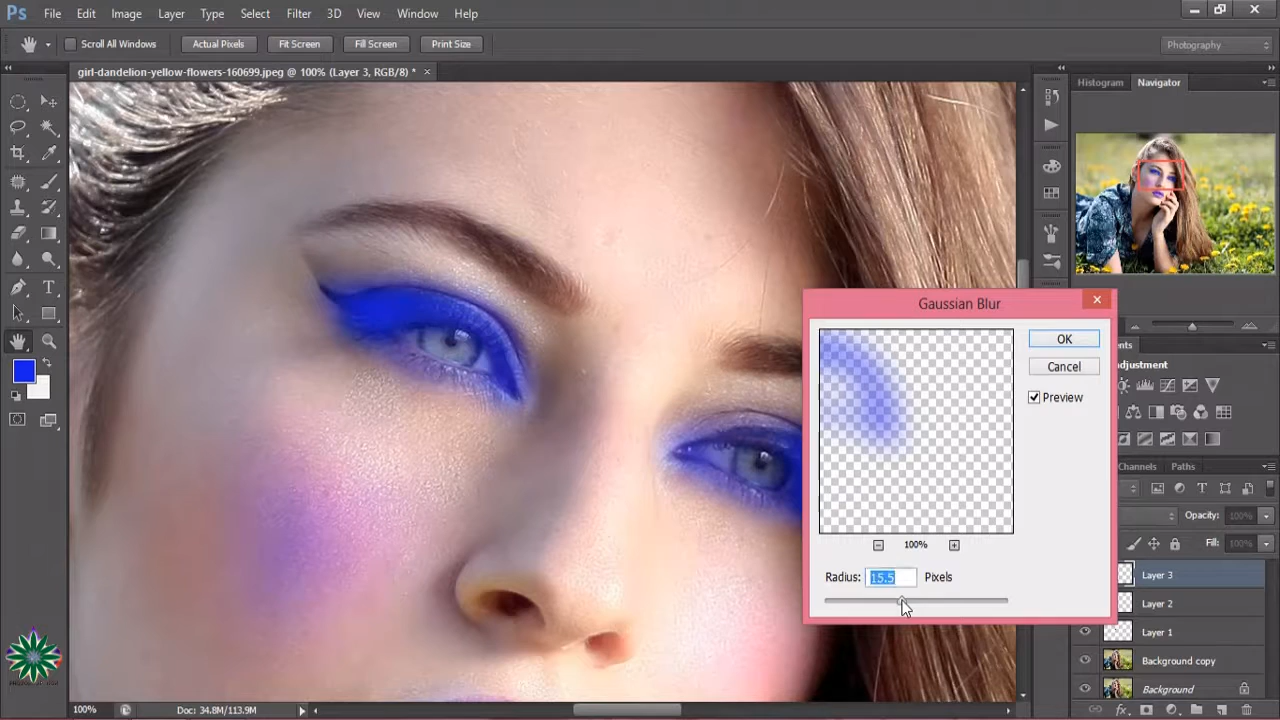 Ps File Edit Image Layer Type Select Filter 3D View Window Help
Scroll All Windows Actual Pixels Fit Screen Fill Screen Print Size Photography
girl-dandelion-yellow-flowers-160699.jpeg @ 100% (Layer 3, RGB/8) * ×
Histogram Navigator
Gaussian Blur
OK
Cancel
Preview
100%
Radius: 15.5 Pixels
Adjustment
Channels Paths
Opacity: 100%
Fill: 100%
Layer 3
Layer 2
Layer 1
Background copy
Background
100% Doc: 34.8M/113.9M